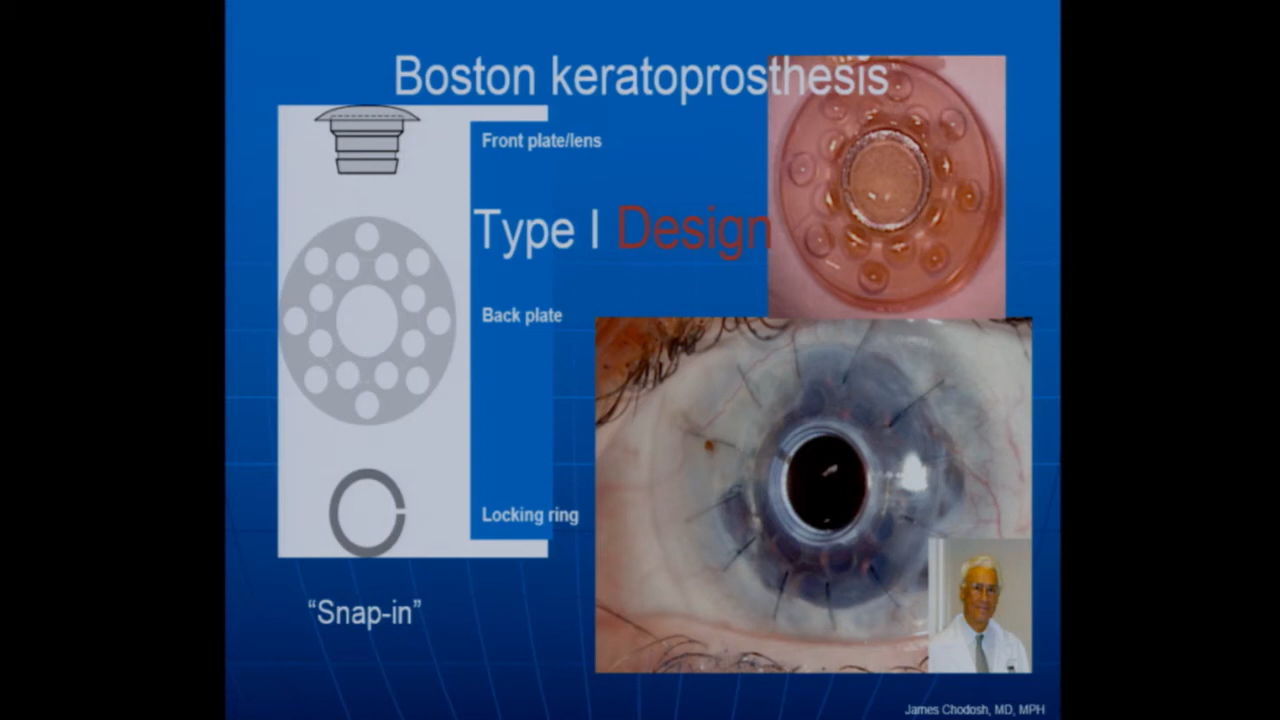 Boston keratoprosthesis
Front plate/lens
Type I Design
Back plate
Locking ring
“Snap-in”
James Chodosh, MD, MPH